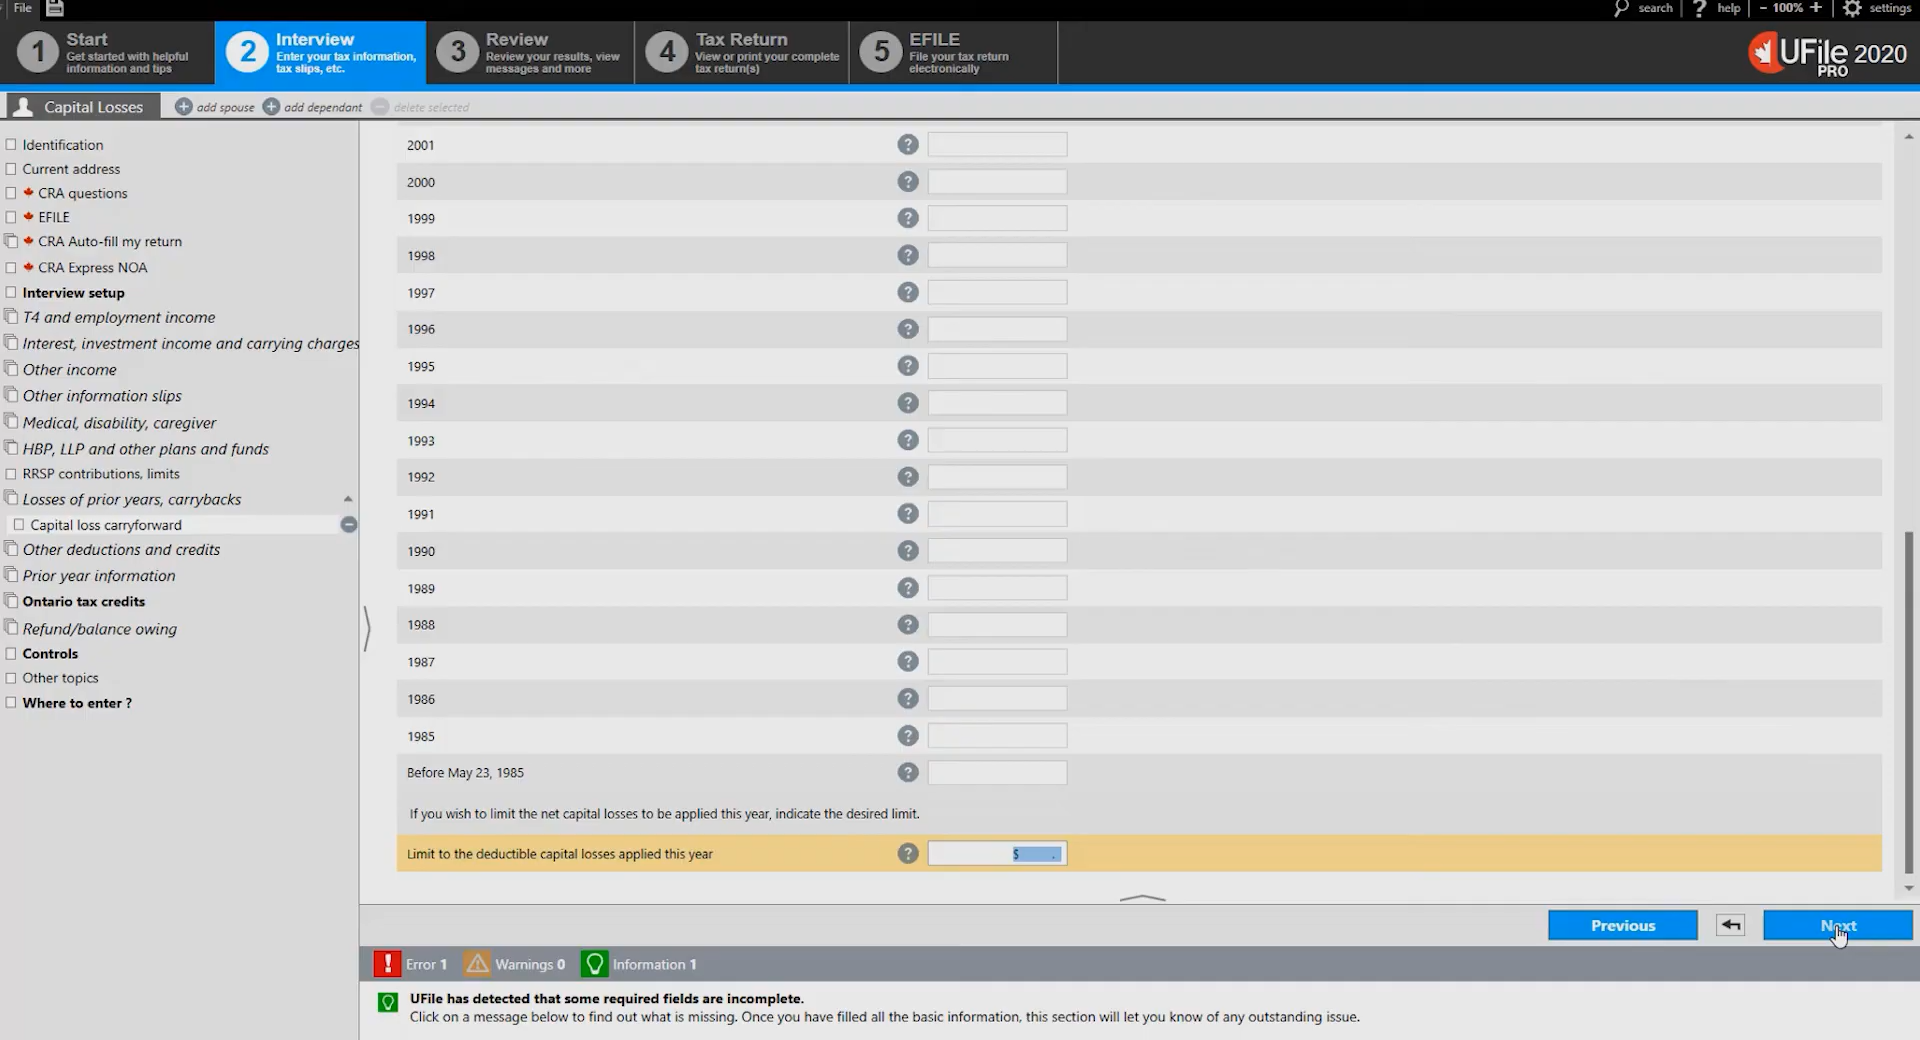 File
search
help
– 100% +
settings
1
Start
Get started with helpful
information and tips
2
Interview
Enter your tax information,
tax slips, etc.
3
Review
Review your results, view
messages and more
4
Tax Return
View or print your complete
tax return(s)
5
EFILE
File your tax return
electronically
UFile 2020
PRO
Capital Losses
add spouse
add dependant
delete selected
Identification
Current address
CRA questions
EFILE
CRA Auto-fill my return
CRA Express NOA
Interview setup
T4 and employment income
Interest, investment income and carrying charges
Other income
Other information slips
Medical, disability, caregiver
HBP, LLP and other plans and funds
RRSP contributions, limits
Losses of prior years, carrybacks
Capital loss carryforward
Other deductions and credits
Prior year information
Ontario tax credits
Refund/balance owing
Controls
Other topics
Where to enter ?
2001
2000
1999
1998
1997
1996
1995
1994
1993
1992
1991
1990
1989
1988
1987
1986
1985
Before May 23, 1985
If you wish to limit the net capital losses to be applied this year, indicate the desired limit.
Limit to the deductible capital losses applied this year
$ .
Previous
Next
Error 1
Warnings 0
Information 1
UFile has detected that some required fields are incomplete.
Click on a message below to find out what is missing. Once you have filled all the basic information, this section will let you know of any outstanding issue.